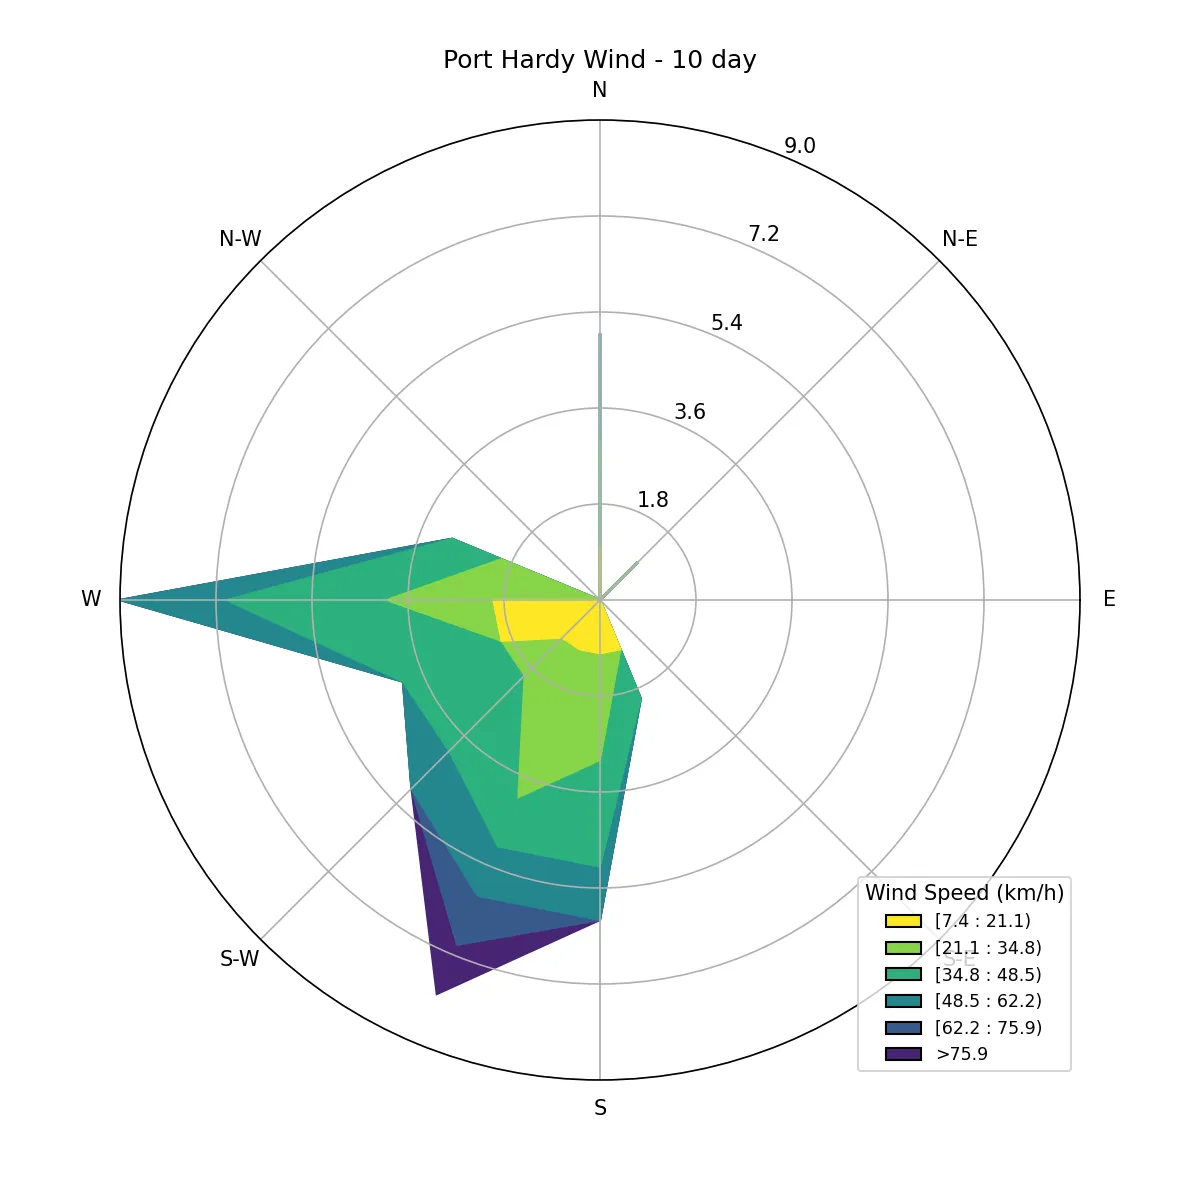 Port Hardy Wind - 10 day
N
9.0
N-W
7.2
N-E
5.4
3.6
1.8
W
E
S-W
S-E
S
Wind Speed (km/h)
[7.4 : 21.1)
[21.1 : 34.8)
[34.8 : 48.5)
[48.5 : 62.2)
[62.2 : 75.9)
>75.9